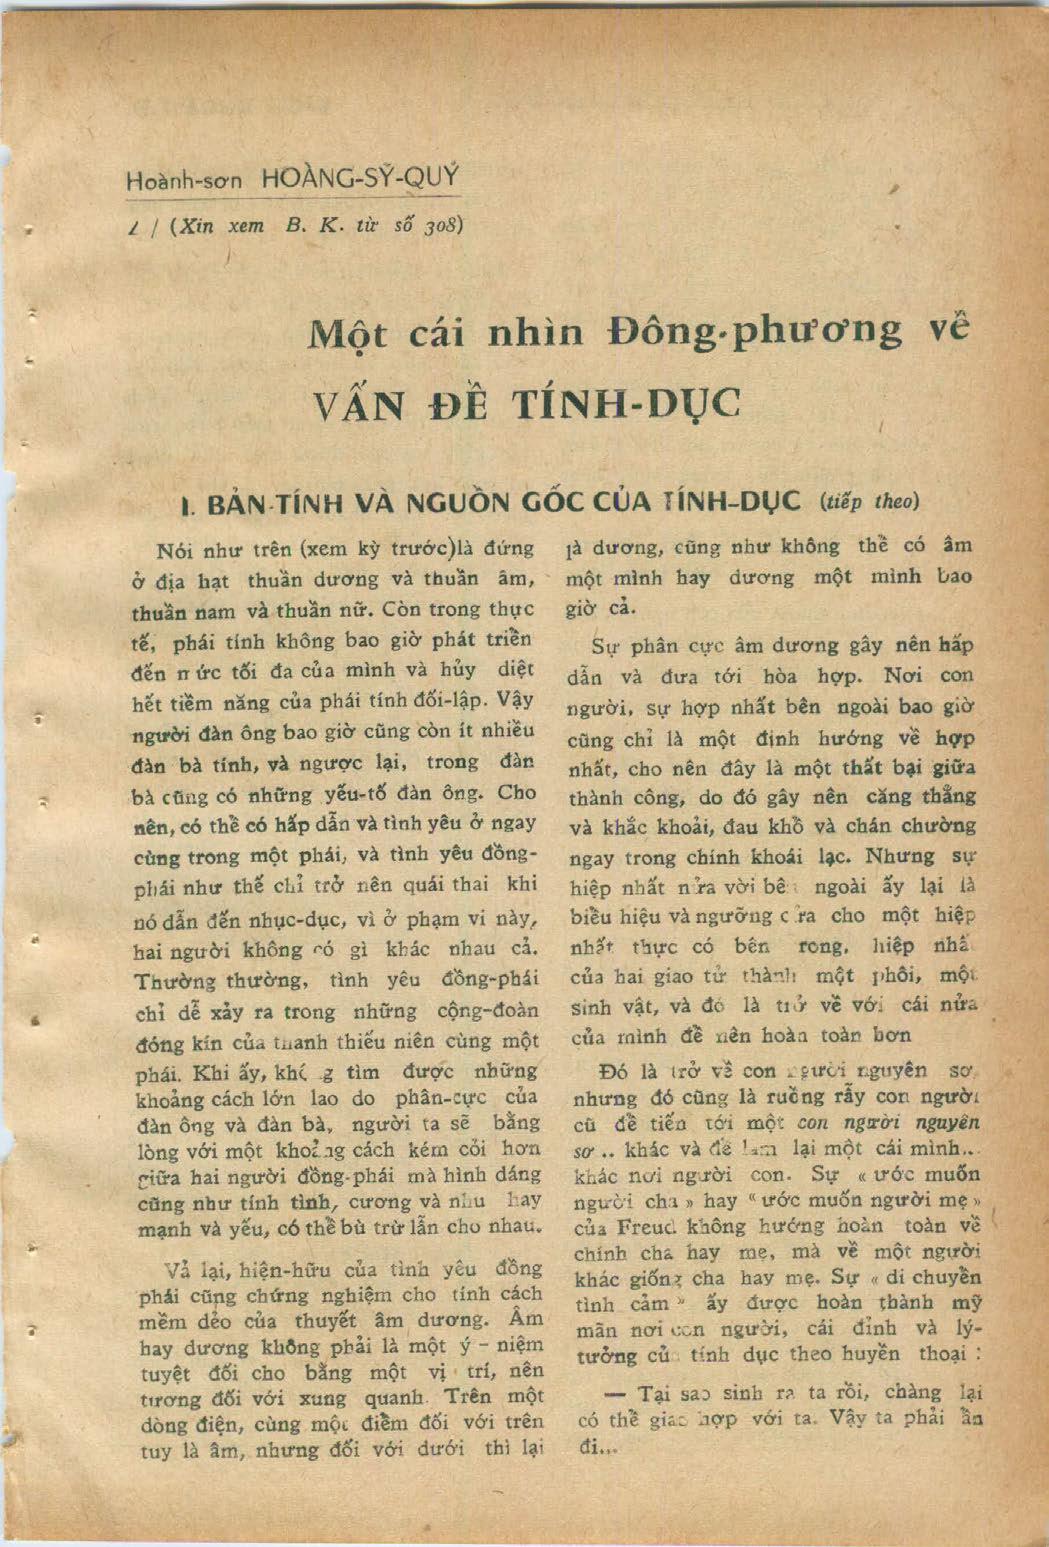 Hoành-sơn HOÀNG-SỸ-QUÝ
(Xin xem B. K. từ số 308)
Một cái nhìn Đông-phương về
VẤN ĐỀ TÍNH-DỤC
I. BẢN-TÍNH VÀ NGUỒN GỐC CỦA TÍNH-DỤC (tiếp theo)
Nói như trên (xem kỳ trước)là đứng
ở địa hạt thuần dương và thuần âm,
thuần nam và thuần nữ. Còn trong thực
tế, phái tính không bao giờ phát triển
đến mức tối đa của mình và hủy diệt
hết tiềm năng của phái tính đối-lập. Vậy
người đàn ông bao giờ cũng còn ít nhiều
đàn bà tính, và ngược lại, trong đàn
bà cũng có những yếu-tố đàn ông. Cho
nên, có thể có hấp dẫn và tình yêu ở ngay
cùng trong một phái, và tình yêu đồng-
phái như thế chỉ trở nên quái thai khi
nó dẫn đến nhục-dục, vì ở phạm vi này,
hai người không có gì khác nhau cả.
Thường thường, tình yêu đồng-phái
chỉ dễ xảy ra trong những cộng-đoàn
đóng kín của thanh thiếu niên cùng một
phái. Khi ấy, không tìm được những
khoảng cách lớn lao do phân-cực của
đàn ông và đàn bà, người ta sẽ bằng
lòng với một khoảng cách kém cỏi hơn
giữa hai người đồng-phái mà hình dáng
cũng như tính tình, cương và nhu hay
mạnh và yếu, có thể bù trừ lẫn cho nhau.
Vả lại, hiện-hữu của tình yêu đồng
phái cũng chứng nghiệm cho tính cách
mềm dẻo của thuyết âm dương. Âm
hay dương không phải là một ý - niệm
tuyệt đối cho bằng một vị trí, nên
tương đối với xung quanh. Trên một
dòng điện, cùng một điểm đối với trên
tuy là âm, nhưng đối với dưới thì lại
là dương, cũng như không thể có âm
một mình hay dương một mình bao
giờ cả.
Sự phân cực âm dương gây nên hấp
dẫn và đưa tới hòa hợp. Nơi con
người, sự hợp nhất bên ngoài bao giờ
cũng chỉ là một định hướng về hợp
nhất, cho nên đây là một thất bại giữa
thành công, do đó gây nên căng thẳng
và khắc khoải, đau khổ và chán chường
ngay trong chính khoái lạc. Nhưng sự
hiệp nhất nửa vời bên ngoài ấy lại là
biểu hiệu và ngưỡng cửa cho một hiệp
nhất thực có bên trong, hiệp nhất
của hai giao tử thành một phôi, một
sinh vật, và đó là trở về với cái nửa
của mình để nên hoàn toàn hơn
Đó là trở về con người nguyên sơ,
nhưng đó cũng là ruồng rẫy con người
cũ để tiến tới một con người nguyên
sơ .. khác và để làm lại một cái mình...
khác nơi người con. Sự « ước muốn
người cha » hay « ước muốn người mẹ »
của Freud không hướng hoàn toàn về
chính cha hay mẹ, mà về một người
khác giống cha hay mẹ. Sự « di chuyển
tình cảm » ấy được hoàn thành mỹ
mãn nơi con người, cái đỉnh và lý-
tưởng của tính dục theo huyền thoại :
— Tại sao sinh ra ta rồi, chàng lại
có thể giao hợp với ta. Vậy ta phải ẩn
đi...